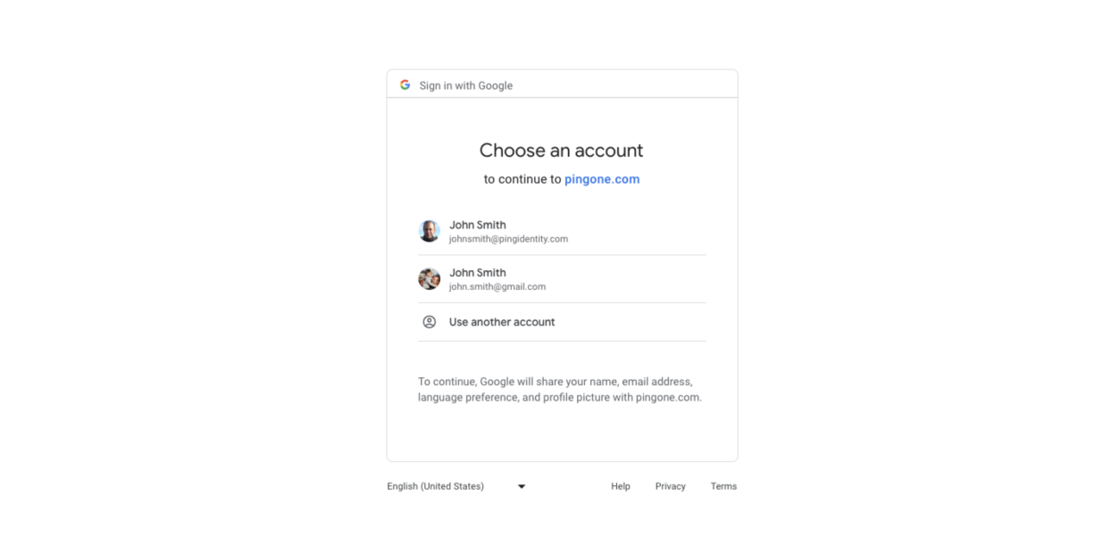 Sign in with Google
Choose an account
to continue to pingone.com
John Smith
johnsmith@pingidentity.com
John Smith
john.smith@gmail.com
Use another account
To continue, Google will share your name, email address,
language preference, and profile picture with pingone.com.
English (United States) Help Privacy Terms